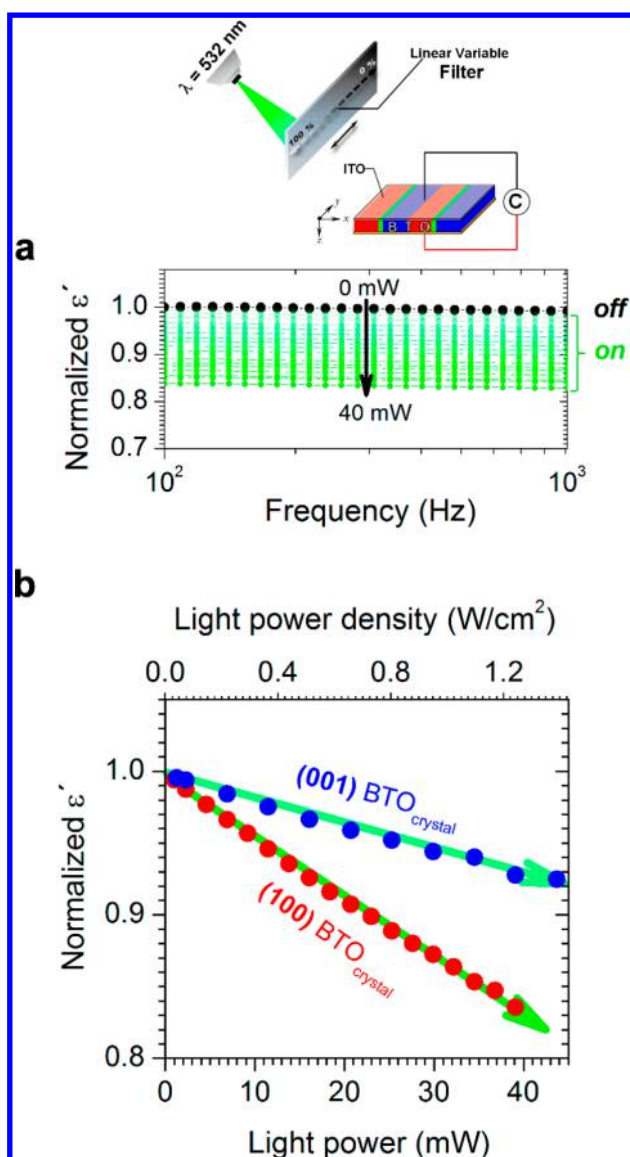 λ = 532 nm
Linear Variable
Filter
0 %
100 %
ITO
C
y
x
z
B T O
a
0 mW
off
on
40 mW
Normalized ε´
1.0
0.9
0.8
0.7
10²
10³
Frequency (Hz)
b
Light power density (W/cm²)
0.0
0.4
0.8
1.2
(001) BTO crystal
(100) BTO crystal
Normalized ε´
1.0
0.9
0.8
0
10
20
30
40
Light power (mW)